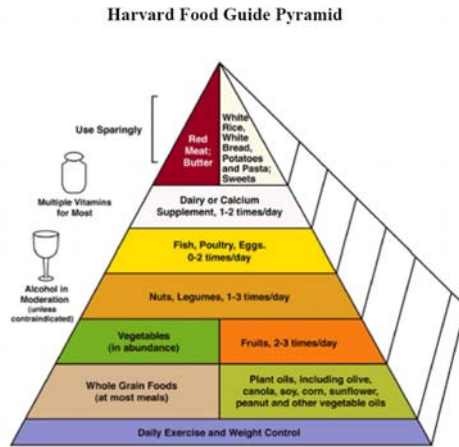 Harvard Food Guide Pyramid
Use Sparingly
Red
Meat;
Butter
White
Rice,
White
Bread,
Potatoes
and Pasta;
Sweets
Multiple Vitamins
for Most
Dairy or Calcium
Supplement, 1-2 times/day
Fish, Poultry, Eggs.
0-2 times/day
Alcohol in
Moderation
(unless
contraindicated)
Nuts, Legumes, 1-3 times/day
Vegetables
(in abundance)
Fruits, 2-3 times/day
Whole Grain Foods
(at most meals)
Plant oils, including olive,
canola, soy, corn, sunflower,
peanut and other vegetable oils
Daily Exercise and Weight Control